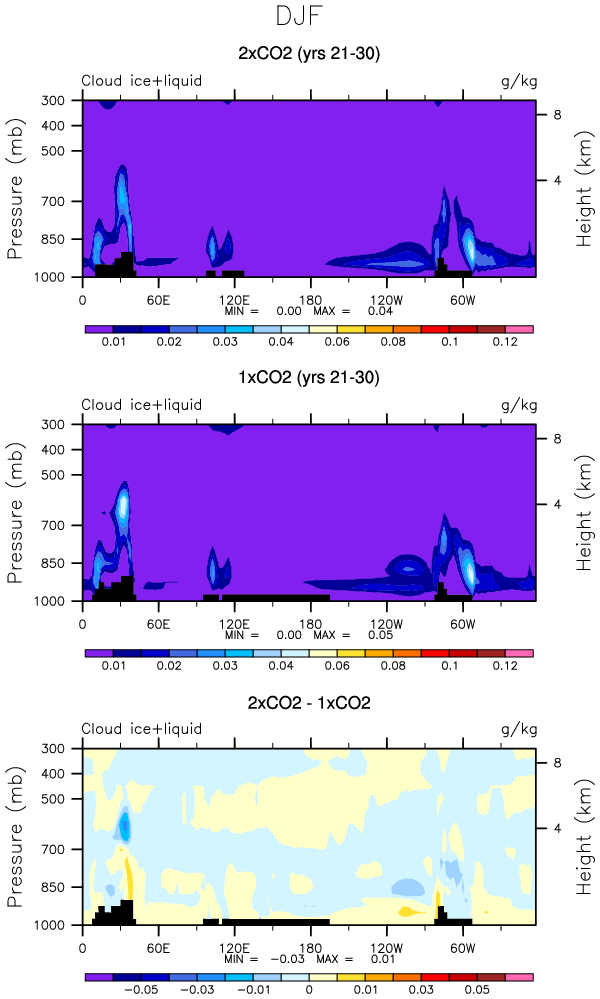 DJF
2xCO2 (yrs 21-30)
Cloud ice+liquid g/kg
300
400
500
700
850
1000
Pressure (mb)
8
4
Height (km)
0 60E 120E 180 120W 60W
MIN = 0.00 MAX = 0.04
0.01 0.02 0.03 0.04 0.06 0.08 0.1 0.12
1xCO2 (yrs 21-30)
Cloud ice+liquid g/kg
300
400
500
700
850
1000
Pressure (mb)
8
4
Height (km)
0 60E 120E 180 120W 60W
MIN = 0.00 MAX = 0.05
0.01 0.02 0.03 0.04 0.06 0.08 0.1 0.12
2xCO2 - 1xCO2
Cloud ice+liquid g/kg
300
400
500
700
850
1000
Pressure (mb)
8
4
Height (km)
0 60E 120E 180 120W 60W
MIN = -0.03 MAX = 0.01
-0.05 -0.03 -0.01 0 0.01 0.03 0.05